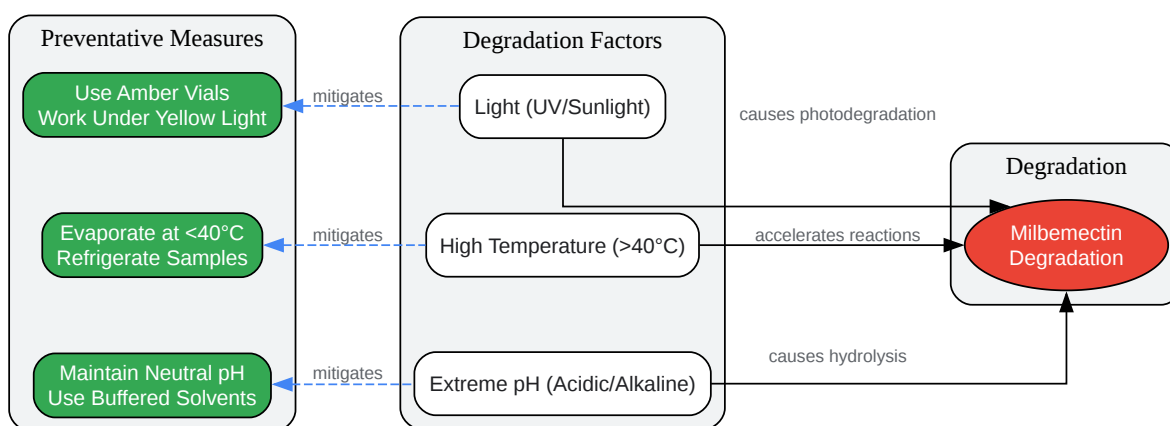 Preventative Measures
Degradation Factors
Use Amber Vials
Work Under Yellow Light
mitigates
Light (UV/Sunlight)
causes photodegradation
Degradation
Evaporate at <40°C
Refrigerate Samples
mitigates
High Temperature (>40°C)
accelerates reactions
Milbemectin
Degradation
Maintain Neutral pH
Use Buffered Solvents
mitigates
Extreme pH (Acidic/Alkaline)
causes hydrolysis